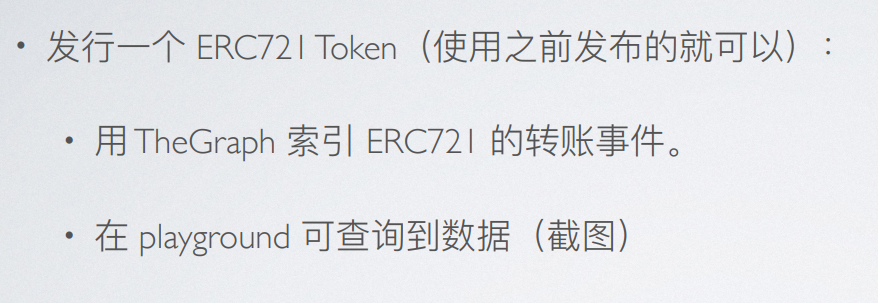 • 发行一个 ERC721 Token（使用之前发布的就可以）：
• 用 TheGraph 索引 ERC721 的转账事件。
• 在 playground 可查询到数据（截图）